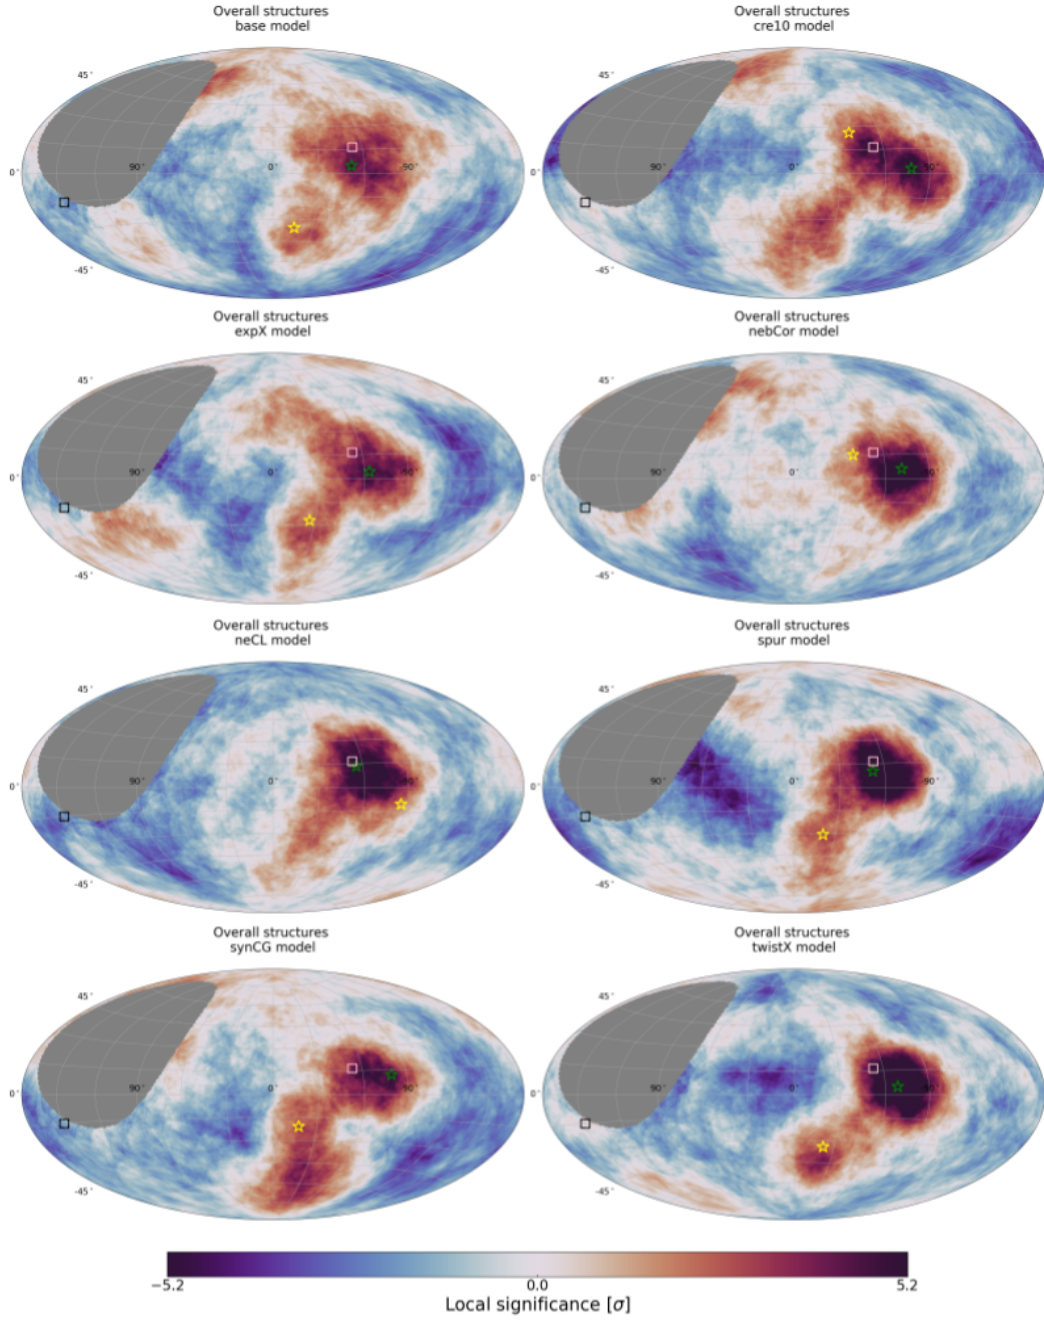 Overall structures
base model
45°
0°
90°
0°
-90°
-45°
Overall structures
cre10 model
45°
0°
90°
0°
-90°
-45°
Overall structures
expX model
45°
0°
90°
0°
-90°
-45°
Overall structures
nebCor model
45°
0°
90°
0°
-90°
-45°
Overall structures
neCL model
45°
0°
90°
0°
-90°
-45°
Overall structures
spur model
45°
0°
90°
0°
-90°
-45°
Overall structures
synCG model
45°
0°
90°
0°
-90°
-45°
Overall structures
twistX model
45°
0°
90°
0°
-90°
-45°
−5.2 0.0 5.2
Local significance [σ]